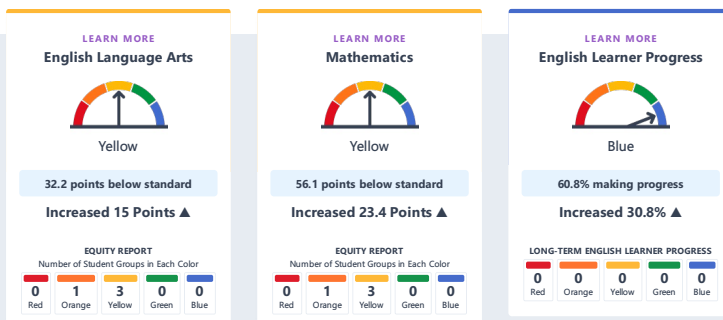 LEARN MORE
English Language Arts
Yellow
32.2 points below standard
Increased 15 Points ▲
EQUITY REPORT
Number of Student Groups in Each Color
0 1 3 0 0
Red Orange Yellow Green Blue
LEARN MORE
Mathematics
Yellow
56.1 points below standard
Increased 23.4 Points ▲
EQUITY REPORT
Number of Student Groups in Each Color
0 1 3 0 0
Red Orange Yellow Green Blue
LEARN MORE
English Learner Progress
Blue
60.8% making progress
Increased 30.8% ▲
LONG-TERM ENGLISH LEARNER PROGRESS
0 0 0 0 0
Red Orange Yellow Green Blue